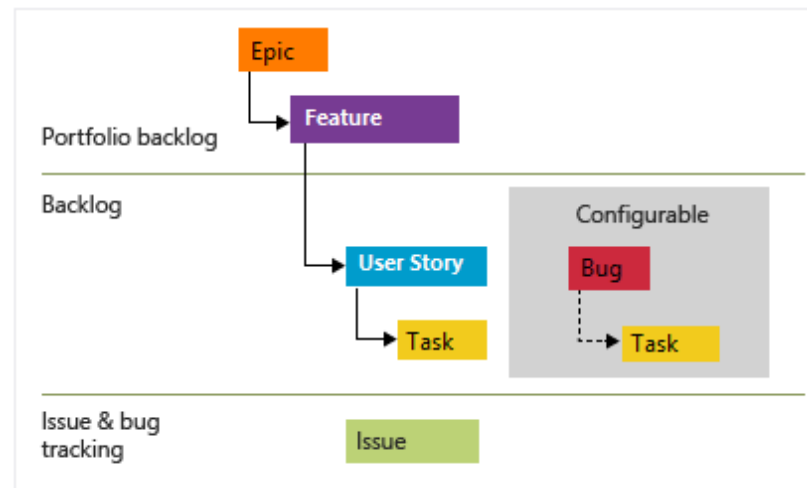 Epic
Feature
Portfolio backlog
Backlog
Configurable
User Story
Bug
Task
Task
Issue & bug
tracking
Issue